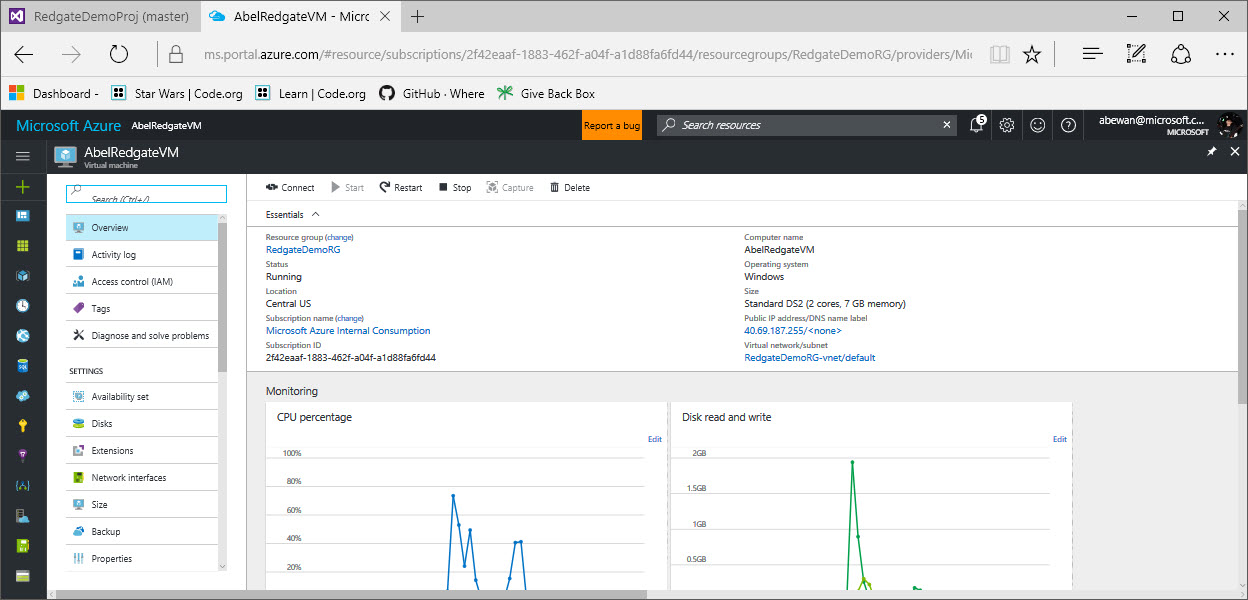 RedgateDemoProj (master)
AbelRedgateVM - Micr
ms.portal.azure.com/#resource/subscriptions/2f42eaaf-1883-462f-a04f-a1d88fa6fd44/resourcegroups/RedgateDemoRG/providers/Mi
Dashboard -
Star Wars | Code.org
Learn | Code.org
GitHub · Where
Give Back Box
Microsoft Azure
AbelRedgateVM
Report a bug
Search resources
5
abewan@microsoft.c...
MICROSOFT
AbelRedgateVM
Virtual machine
Search (Ctrl+/)
Overview
Activity log
Access control (IAM)
Tags
Diagnose and solve problems
SETTINGS
Availability set
Disks
Extensions
Network interfaces
Size
Backup
Properties
Connect
Start
Restart
Stop
Capture
Delete
Essentials
Resource group (change)
RedgateDemoRG
Status
Running
Location
Central US
Subscription name (change)
Microsoft Azure Internal Consumption
Subscription ID
2f42eaaf-1883-462f-a04f-a1d88fa6fd44
Computer name
AbelRedgateVM
Operating system
Windows
Size
Standard DS2 (2 cores, 7 GB memory)
Public IP address/DNS name label
40.69.187.255/<none>
Virtual network/subnet
RedgateDemoRG-vnet/default
Monitoring
CPU percentage
Edit
100%
80%
60%
40%
20%
Disk read and write
Edit
2GB
1.5GB
1GB
0.5GB